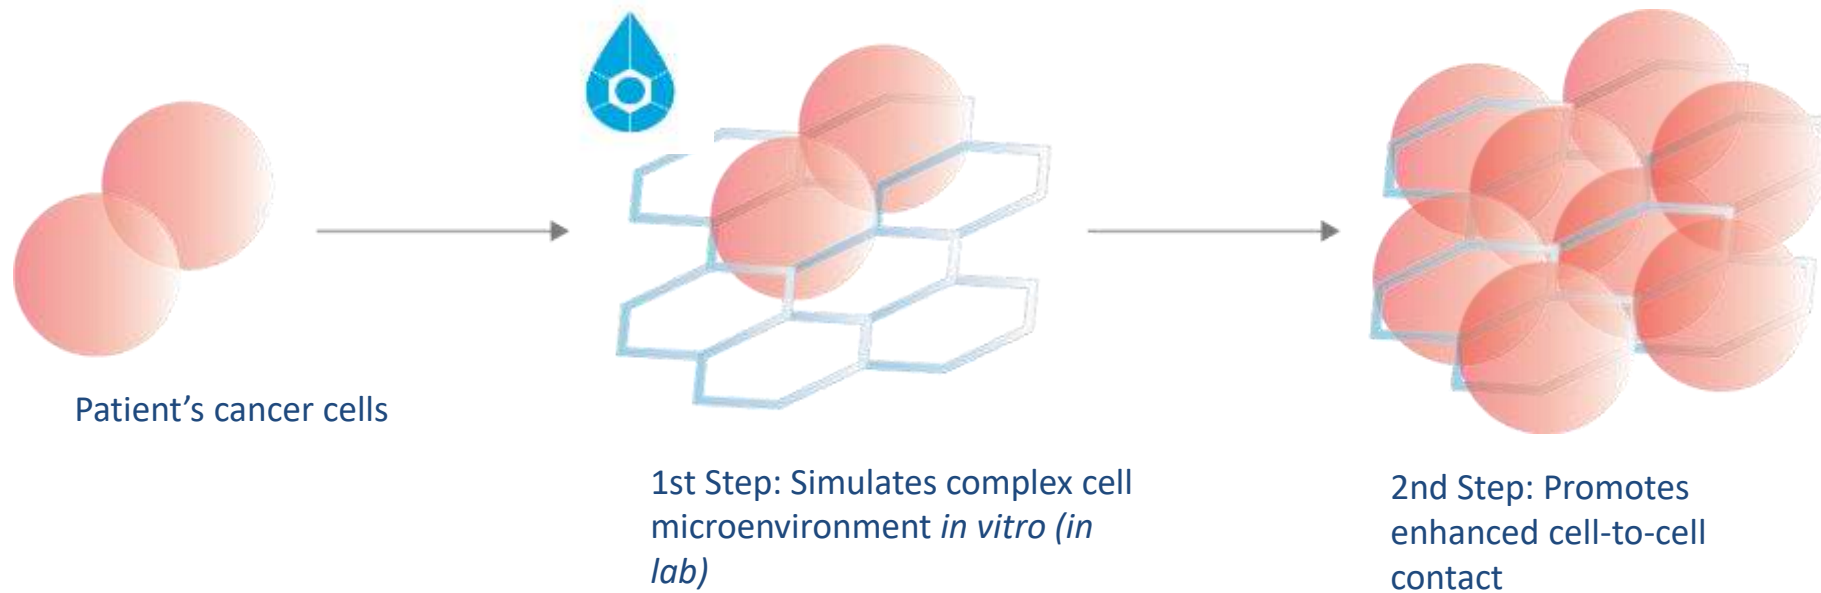 Patient’s cancer cells
1st Step: Simulates complex cell
microenvironment in vitro (in
lab)
2nd Step: Promotes
enhanced cell-to-cell
contact